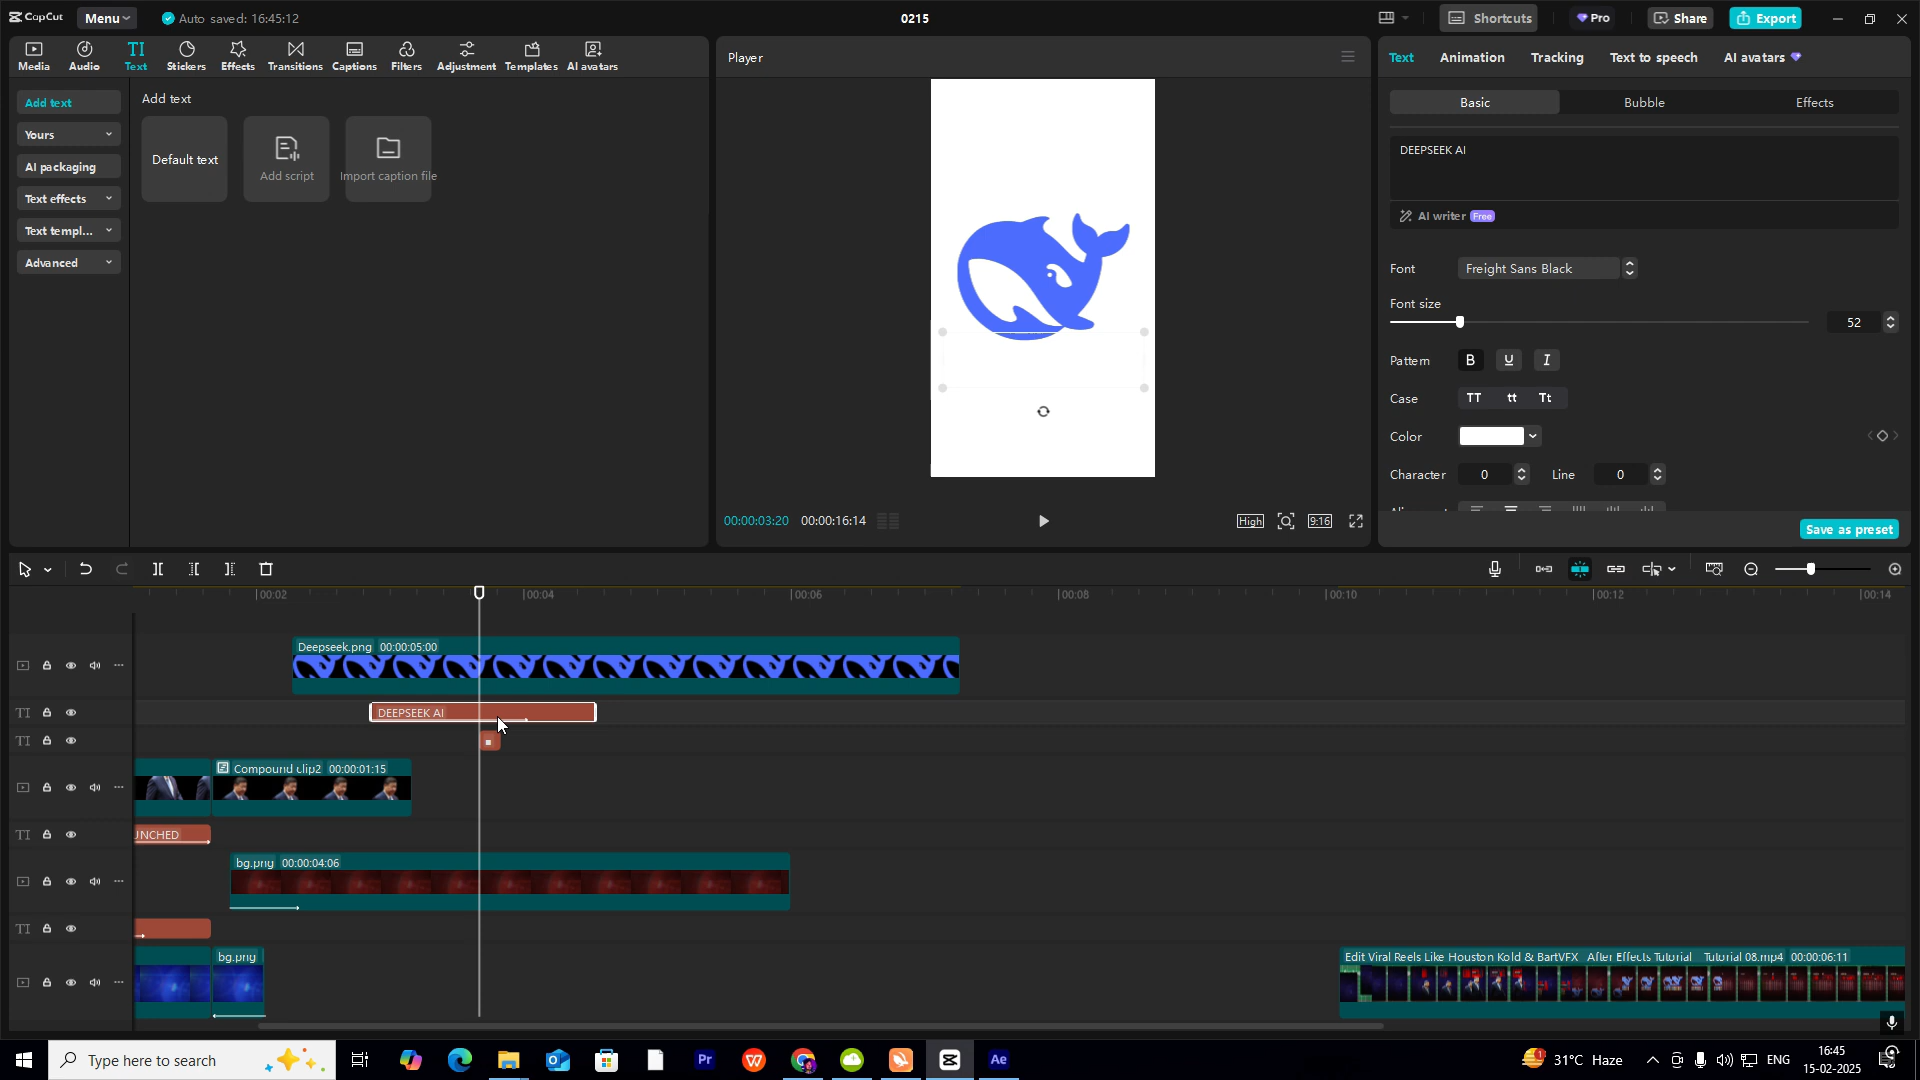 CapCut
Menu
Auto saved: 16:45:12
0215
Shortcuts
Pro
Share
Export
Media
Audio
Text
Stickers
Effects
Transitions
Captions
Filters
Adjustment
Templates
AI avatars
Add text
Yours
AI packaging
Text effects
Text templ...
Advanced
Add text
Default text
Add script
Import caption file
Player
00:00:03:20
00:00:16:14
High
9:16
Text
Animation
Tracking
Text to speech
AI avatars
Basic
Bubble
Effects
DEEPSEEK AI
AI writer
Free
Font
Freight Sans Black
Font size
52
Pattern
B
U
I
Case
TT
tt
Tt
Color
Character
0
Line
0
Save as preset
00:02
00:04
00:06
00:08
00:10
00:12
00:14
Deepseek.png 00:00:05:00
DEEPSEEK AI
Compound clip2 00:00:01:15
UNCHED
bg.png 00:00:04:06
bg.png
Edit Viral Reels Like Houston Kold & BartVFX After Effects Tutorial Tutorial 08.mp4 00:00:06:11
Type here to search
31°C Haze
ENG
16:45
15-02-2025